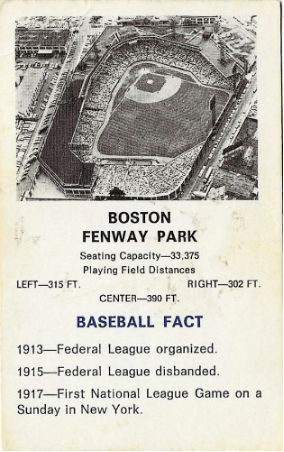 BOSTON
FENWAY PARK
Seating Capacity—33,375
Playing Field Distances
LEFT—315 FT. RIGHT—302 FT.
CENTER—390 FT.
BASEBALL FACT
1913—Federal League organized.
1915—Federal League disbanded.
1917—First National League Game on a
Sunday in New York.